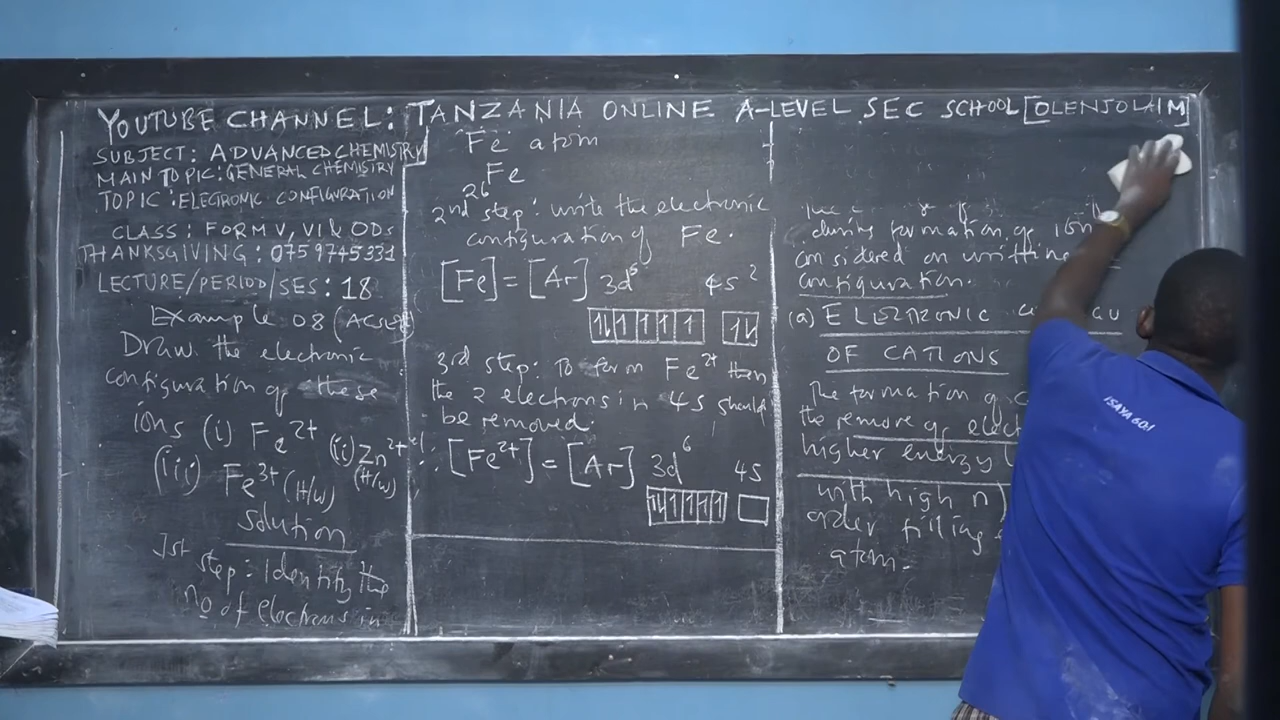 YOUTUBE CHANNEL: TANZANIA ONLINE A-LEVEL SEC SCHOOL [OLENJOLAIM]
SUBJECT: ADVANCED CHEMISTRY
MAIN TOPIC: GENERAL CHEMISTRY
TOPIC: ELECTRONIC CONFIGURATION
CLASS: FORM V, VI & ODs
THANKSGIVING: 0759745331
LECTURE/PERIOD/SES: 18
Example 08 (ACSEE)
Draw the electronic
configuration of these
ions (i) Fe²⁺ (ii) Zn²⁺
(iii) Fe³⁺ (H/W) (H/W)
Solution
1st
step: Identify the
no of electrons in
Fe atom
₂₆Fe
2nd step: write the electronic
configuration of Fe.
[Fe] = [Ar] 3d⁶ 4s²
3rd step: To form Fe²⁺ then
the 2 electrons in 4s should
be removed.
∴ [Fe²⁺] = [Ar] 3d⁶ 4s
during formation of ion
considered on writting
configuration.
(a) ELECTRONIC
OF CATIONS
The formation of
the remove of elect
higher energy (
with high n)
order filling
atom.
ISAYA 60:1